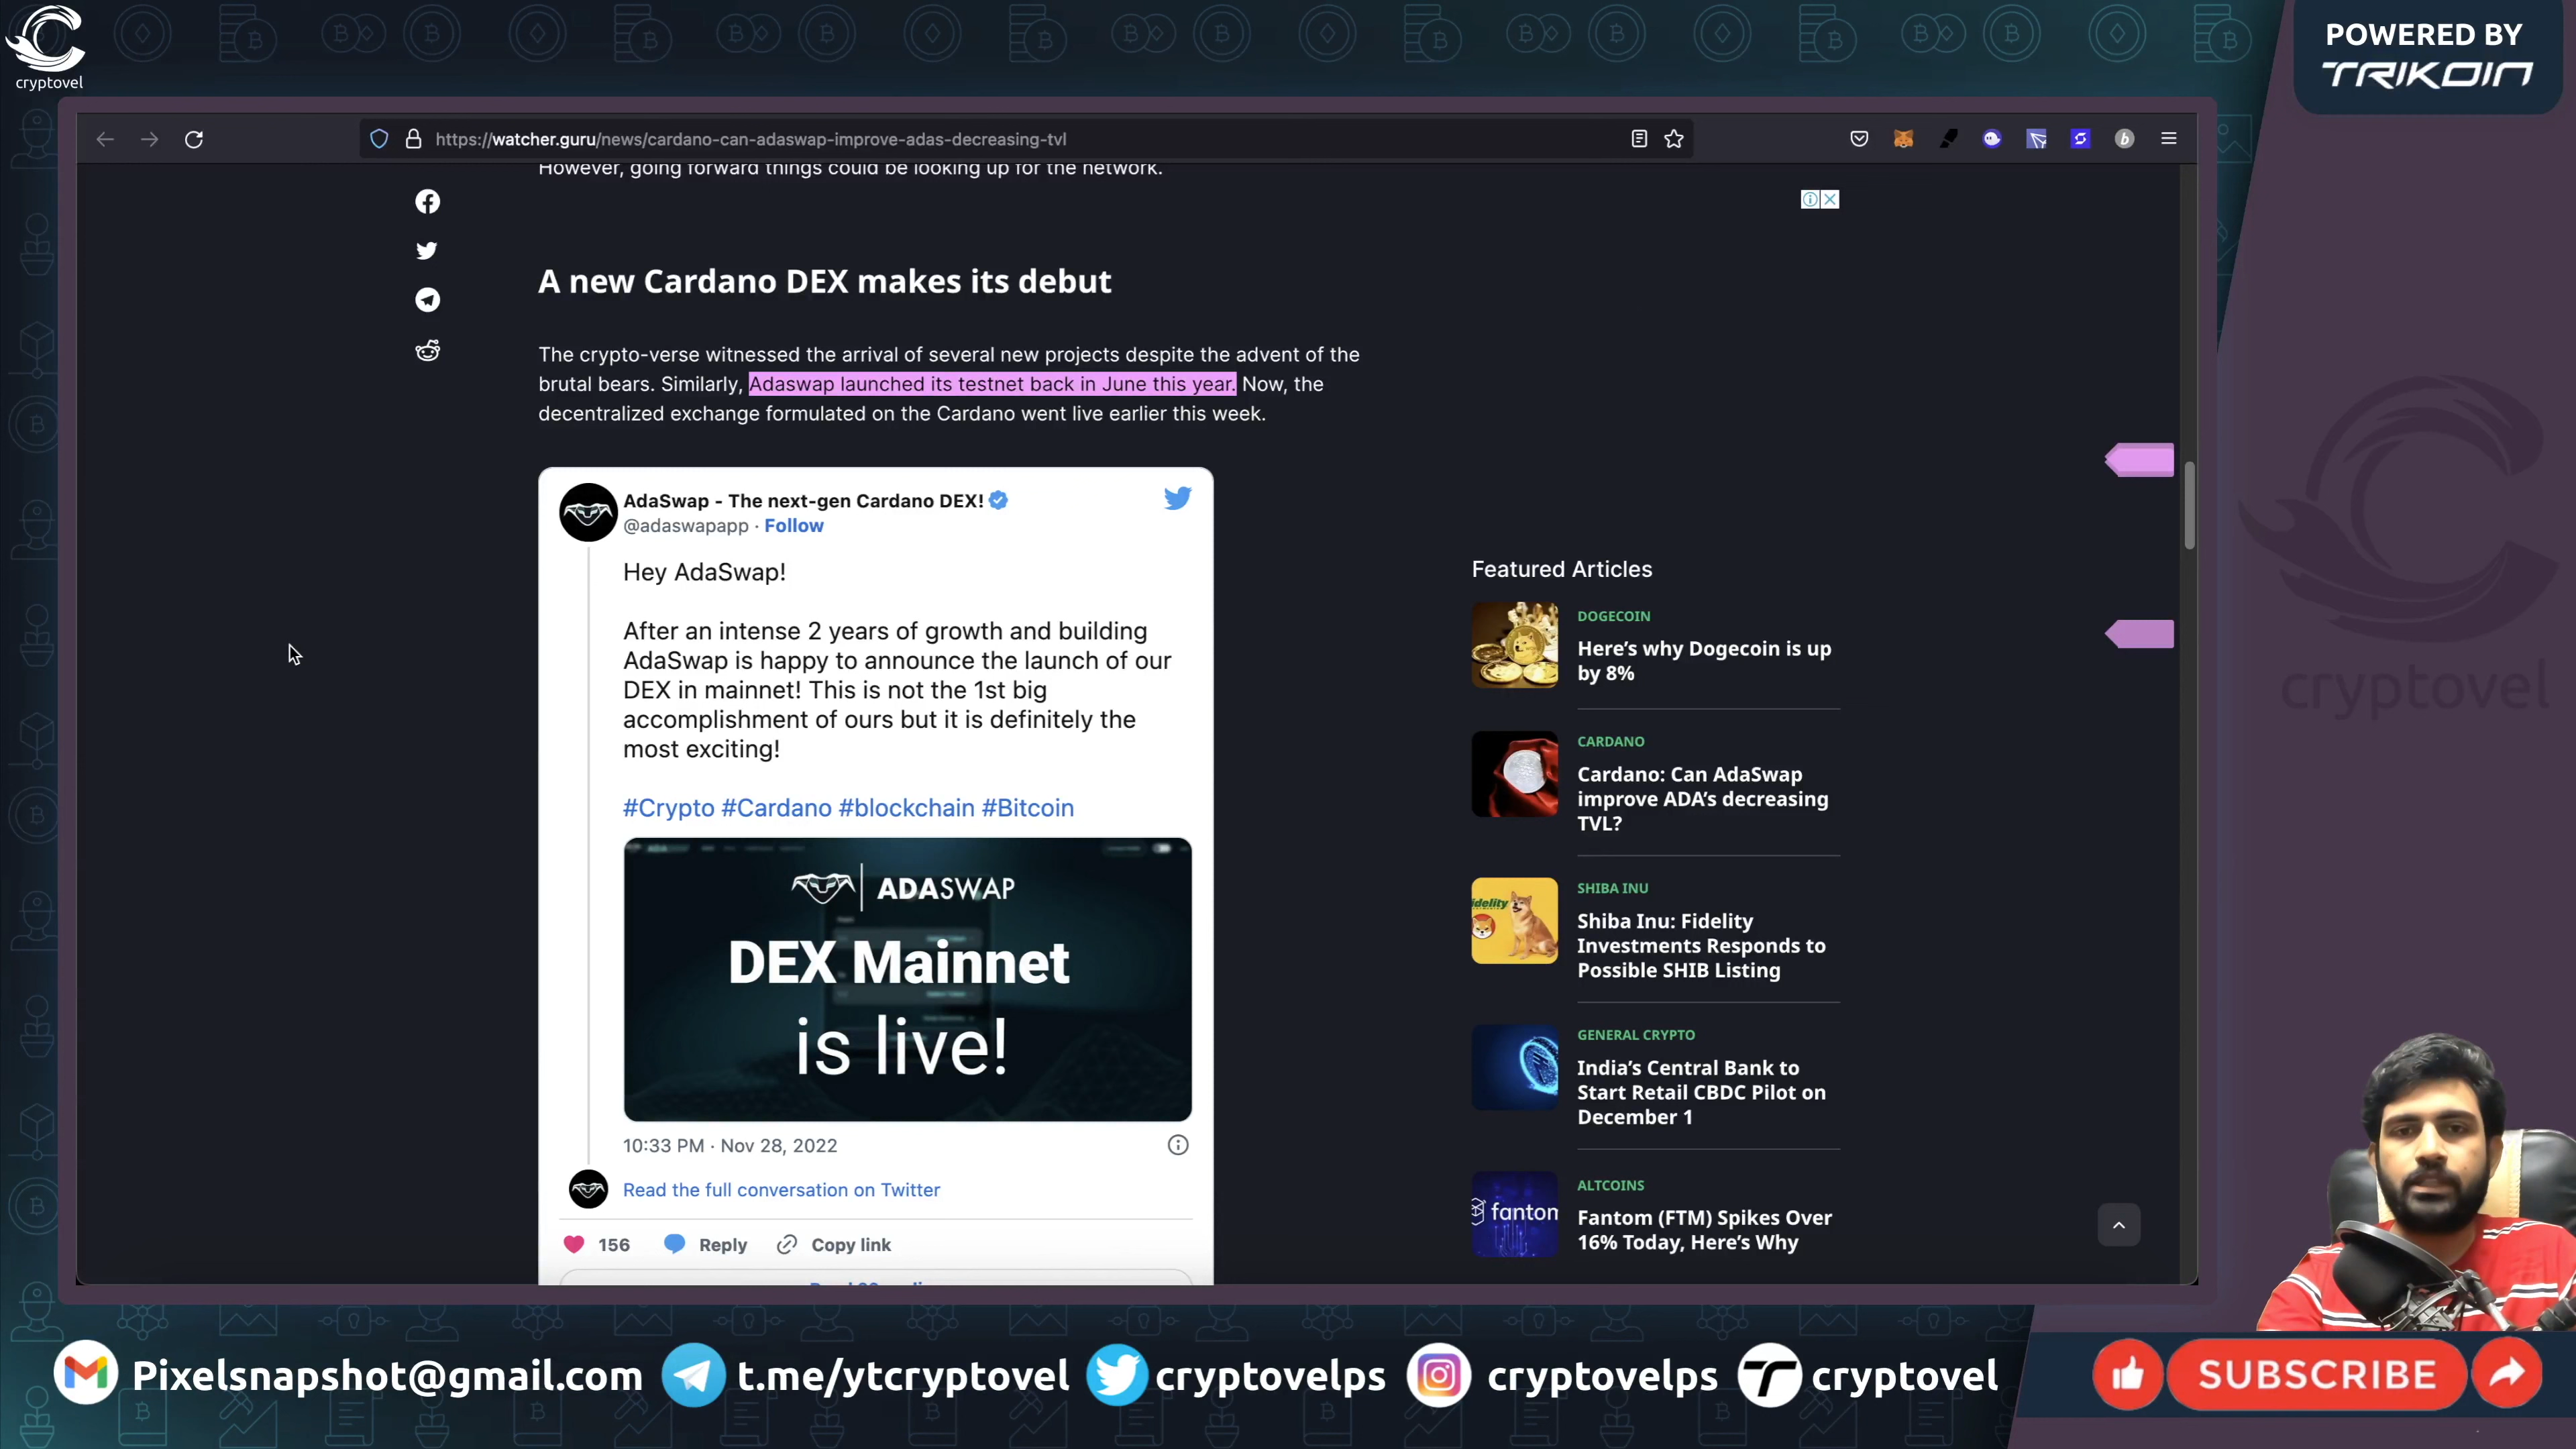 cryptovel
POWERED BY
TRIKOIN
https://watcher.guru/news/cardano-can-adaswap-improve-adas-decreasing-tvl
However, going forward things could be looking up for the network.
A new Cardano DEX makes its debut
The crypto-verse witnessed the arrival of several new projects despite the advent of the
brutal bears. Similarly, Adaswap launched its testnet back in June this year. Now, the
decentralized exchange formulated on the Cardano went live earlier this week.
AdaSwap - The next-gen Cardano DEX!
@adaswapapp · Follow
Hey AdaSwap!
After an intense 2 years of growth and building
AdaSwap is happy to announce the launch of our
DEX in mainnet! This is not the 1st big
accomplishment of ours but it is definitely the
most exciting!
#Crypto #Cardano #blockchain #Bitcoin
ADASWAP
DEX Mainnet
is live!
10:33 PM · Nov 28, 2022
Read the full conversation on Twitter
156 Reply Copy link
Featured Articles
DOGECOIN
Here's why Dogecoin is up
by 8%
CARDANO
Cardano: Can AdaSwap
improve ADA's decreasing
TVL?
SHIBA INU
Shiba Inu: Fidelity
Investments Responds to
Possible SHIB Listing
GENERAL CRYPTO
India's Central Bank to
Start Retail CBDC Pilot on
December 1
ALTCOINS
Fantom (FTM) Spikes Over
16% Today, Here's Why
fantom
cryptovel
Pixelsnapshot@gmail.com t.me/ytcryptovel cryptovelps cryptovelps cryptovel
SUBSCRIBE